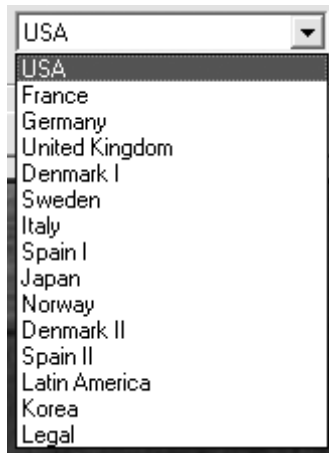 USA
USA
France
Germany
United Kingdom
Denmark I
Sweden
Italy
Spain I
Japan
Norway
Denmark II
Spain II
Latin America
Korea
Legal